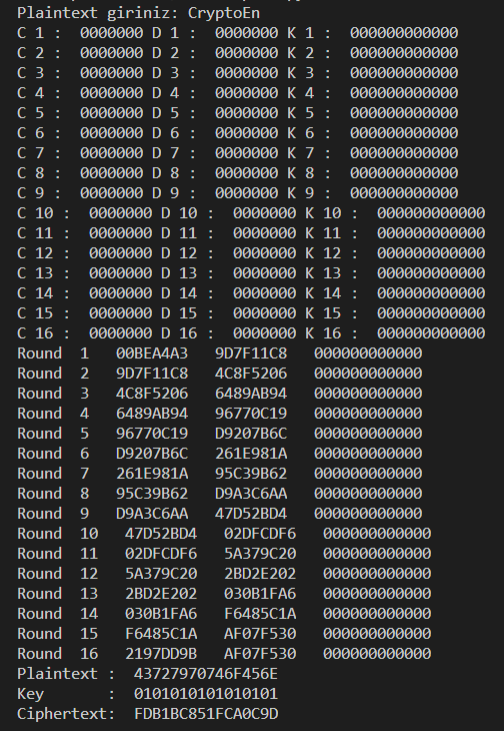 Plaintext giriniz: CryptoEn
C 1 :  0000000 D 1 :  0000000 K 1 :  000000000000
C 2 :  0000000 D 2 :  0000000 K 2 :  000000000000
C 3 :  0000000 D 3 :  0000000 K 3 :  000000000000
C 4 :  0000000 D 4 :  0000000 K 4 :  000000000000
C 5 :  0000000 D 5 :  0000000 K 5 :  000000000000
C 6 :  0000000 D 6 :  0000000 K 6 :  000000000000
C 7 :  0000000 D 7 :  0000000 K 7 :  000000000000
C 8 :  0000000 D 8 :  0000000 K 8 :  000000000000
C 9 :  0000000 D 9 :  0000000 K 9 :  000000000000
C 10 :  0000000 D 10 :  0000000 K 10 :  000000000000
C 11 :  0000000 D 11 :  0000000 K 11 :  000000000000
C 12 :  0000000 D 12 :  0000000 K 12 :  000000000000
C 13 :  0000000 D 13 :  0000000 K 13 :  000000000000
C 14 :  0000000 D 14 :  0000000 K 14 :  000000000000
C 15 :  0000000 D 15 :  0000000 K 15 :  000000000000
C 16 :  0000000 D 16 :  0000000 K 16 :  000000000000
Round  1   00BEA4A3   9D7F11C8   000000000000
Round  2   9D7F11C8   4C8F5206   000000000000
Round  3   4C8F5206   6489AB94   000000000000
Round  4   6489AB94   96770C19   000000000000
Round  5   96770C19   D9207B6C   000000000000
Round  6   D9207B6C   261E981A   000000000000
Round  7   261E981A   95C39B62   000000000000
Round  8   95C39B62   D9A3C6AA   000000000000
Round  9   D9A3C6AA   47D52BD4   000000000000
Round  10   47D52BD4   02DFCDF6   000000000000
Round  11   02DFCDF6   5A379C20   000000000000
Round  12   5A379C20   2BD2E202   000000000000
Round  13   2BD2E202   030B1FA6   000000000000
Round  14   030B1FA6   F6485C1A   000000000000
Round  15   F6485C1A   AF07F530   000000000000
Round  16   2197DD9B   AF07F530   000000000000
Plaintext :  43727970746F456E
Key       :  0101010101010101
Ciphertext:  FDB1BC851FCA0C9D